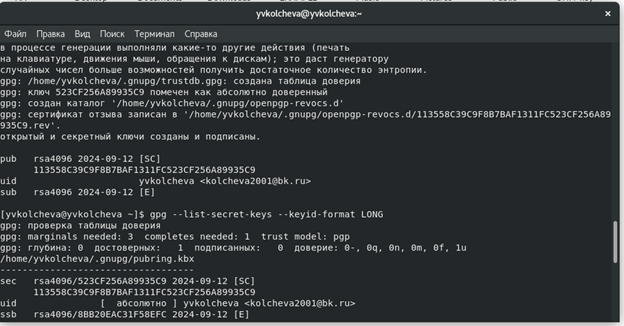 yvkolcheva@yvkolcheva:~
Файл Правка Вид Поиск Терминал Справка
в процессе генерации выполняли какие-то другие действия (печать
на клавиатуре, движения мыши, обращения к дискам); это даст генератору
случайных чисел больше возможностей получить достаточное количество энтропии.
gpg: /home/yvkolcheva/.gnupg/trustdb.gpg: создана таблица доверия
gpg: ключ 523CF256A89935C9 помечен как абсолютно доверенный
gpg: создан каталог '/home/yvkolcheva/.gnupg/openpgp-revocs.d'
gpg: сертификат отзыва записан в '/home/yvkolcheva/.gnupg/openpgp-revocs.d/113558C39C9F8B7BAF1311FC523CF256A89
935C9.rev'.
открытый и секретный ключи созданы и подписаны.
pub   rsa4096 2024-09-12 [SC]
113558C39C9F8B7BAF1311FC523CF256A89935C9
uid                      yvkolcheva <kolcheva2001@bk.ru>
sub   rsa4096 2024-09-12 [E]
[yvkolcheva@yvkolcheva ~]$ gpg --list-secret-keys --keyid-format LONG
gpg: проверка таблицы доверия
gpg: marginals needed: 3  completes needed: 1  trust model: pgp
gpg: глубина: 0  достоверных:   1  подписанных:   0  доверие: 0-, 0q, 0n, 0m, 0f, 1u
/home/yvkolcheva/.gnupg/pubring.kbx
-----------------------------------
sec   rsa4096/523CF256A89935C9 2024-09-12 [SC]
113558C39C9F8B7BAF1311FC523CF256A89935C9
uid               [  абсолютно ] yvkolcheva <kolcheva2001@bk.ru>
ssb   rsa4096/8BB20EAC31F58EFC 2024-09-12 [E]